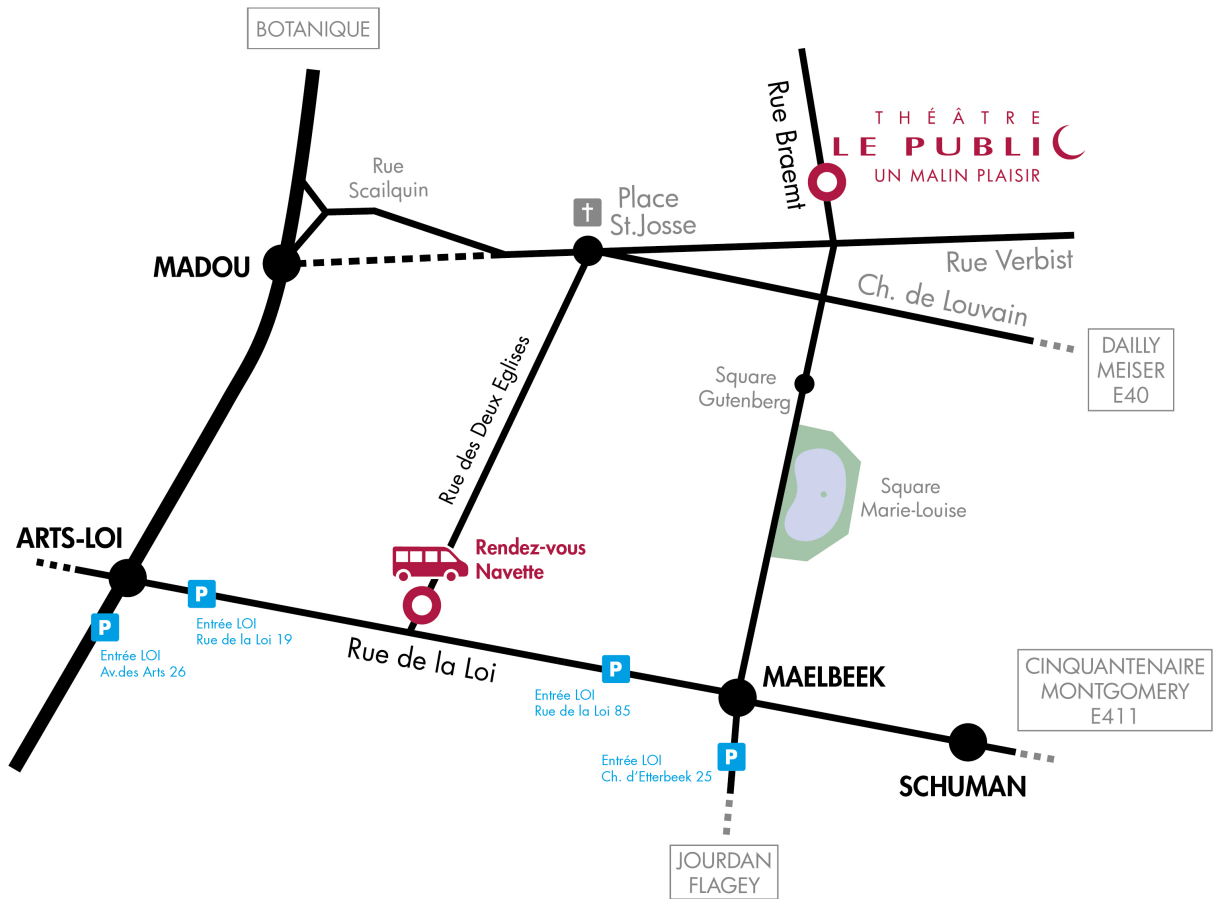 BOTANIQUE
Rue Braemt
THÉÂTRE
LE PUBLIC
UN MALIN PLAISIR
Rue
Scailquin
Place
St.Josse
MADOU
Rue Verbist
Ch. de Louvain
DAILLY
MEISER
E40
Rue des Deux Eglises
Square
Gutenberg
Square
Marie-Louise
ARTS-LOI
Rendez-vous
Navette
P
Entrée LOI
Rue de la Loi 19
P
Entrée LOI
Av.des Arts 26
Rue de la Loi
P
Entrée LOI
Rue de la Loi 85
MAELBEEK
CINQUANTENAIRE
MONTGOMERY
E411
P
Entrée LOI
Ch. d'Etterbeek 25
SCHUMAN
JOURDAN
FLAGEY